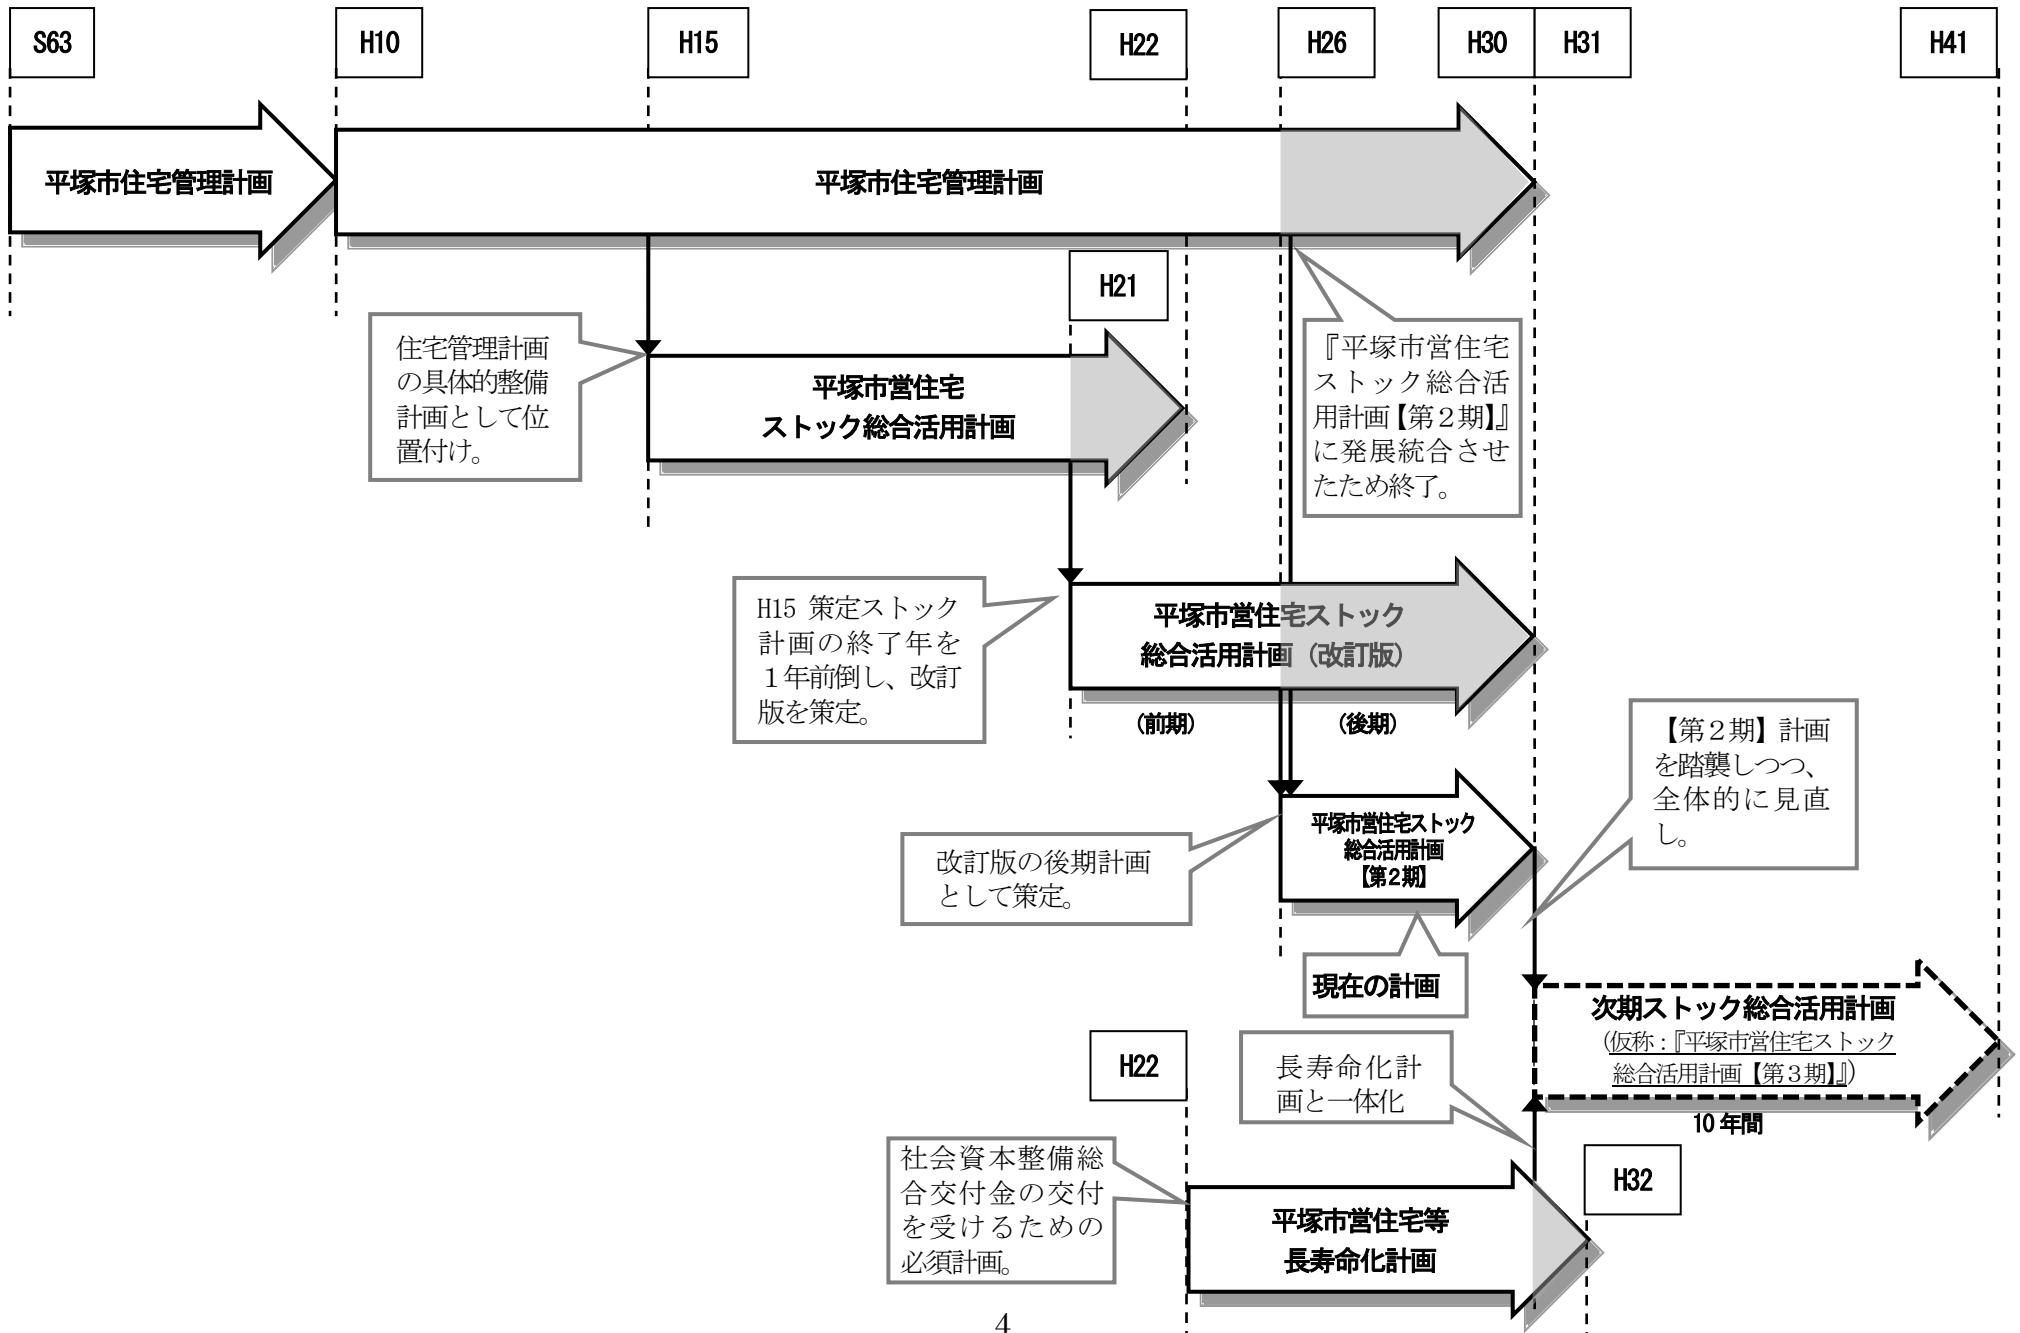 S63
H10
H15
H22
H26
H30
H31
H41
平塚市住宅管理計画
平塚市住宅管理計画
H21
住宅管理計画
の具体的整備
計画として位
置付け。
平塚市営住宅
ストック総合活用計画
『平塚市営住宅
ストック総合活
用計画【第２期】』
に発展統合させ
たため終了。
H15 策定ストック
計画の終了年を
１年前倒し、改訂
版を策定。
平塚市営住宅ストック
総合活用計画（改訂版）
（前期）
（後期）
【第２期】計画
を踏襲しつつ、
全体的に見直
し。
平塚市営住宅ストック
総合活用計画
【第２期】
改訂版の後期計画
として策定。
現在の計画
次期ストック総合活用計画
（仮称：『平塚市営住宅ストック
総合活用計画【第３期】』）
10 年間
H22
長寿命化計
画と一体化
社会資本整備総
合交付金の交付
を受けるための
必須計画。
H32
平塚市営住宅等
長寿命化計画
4